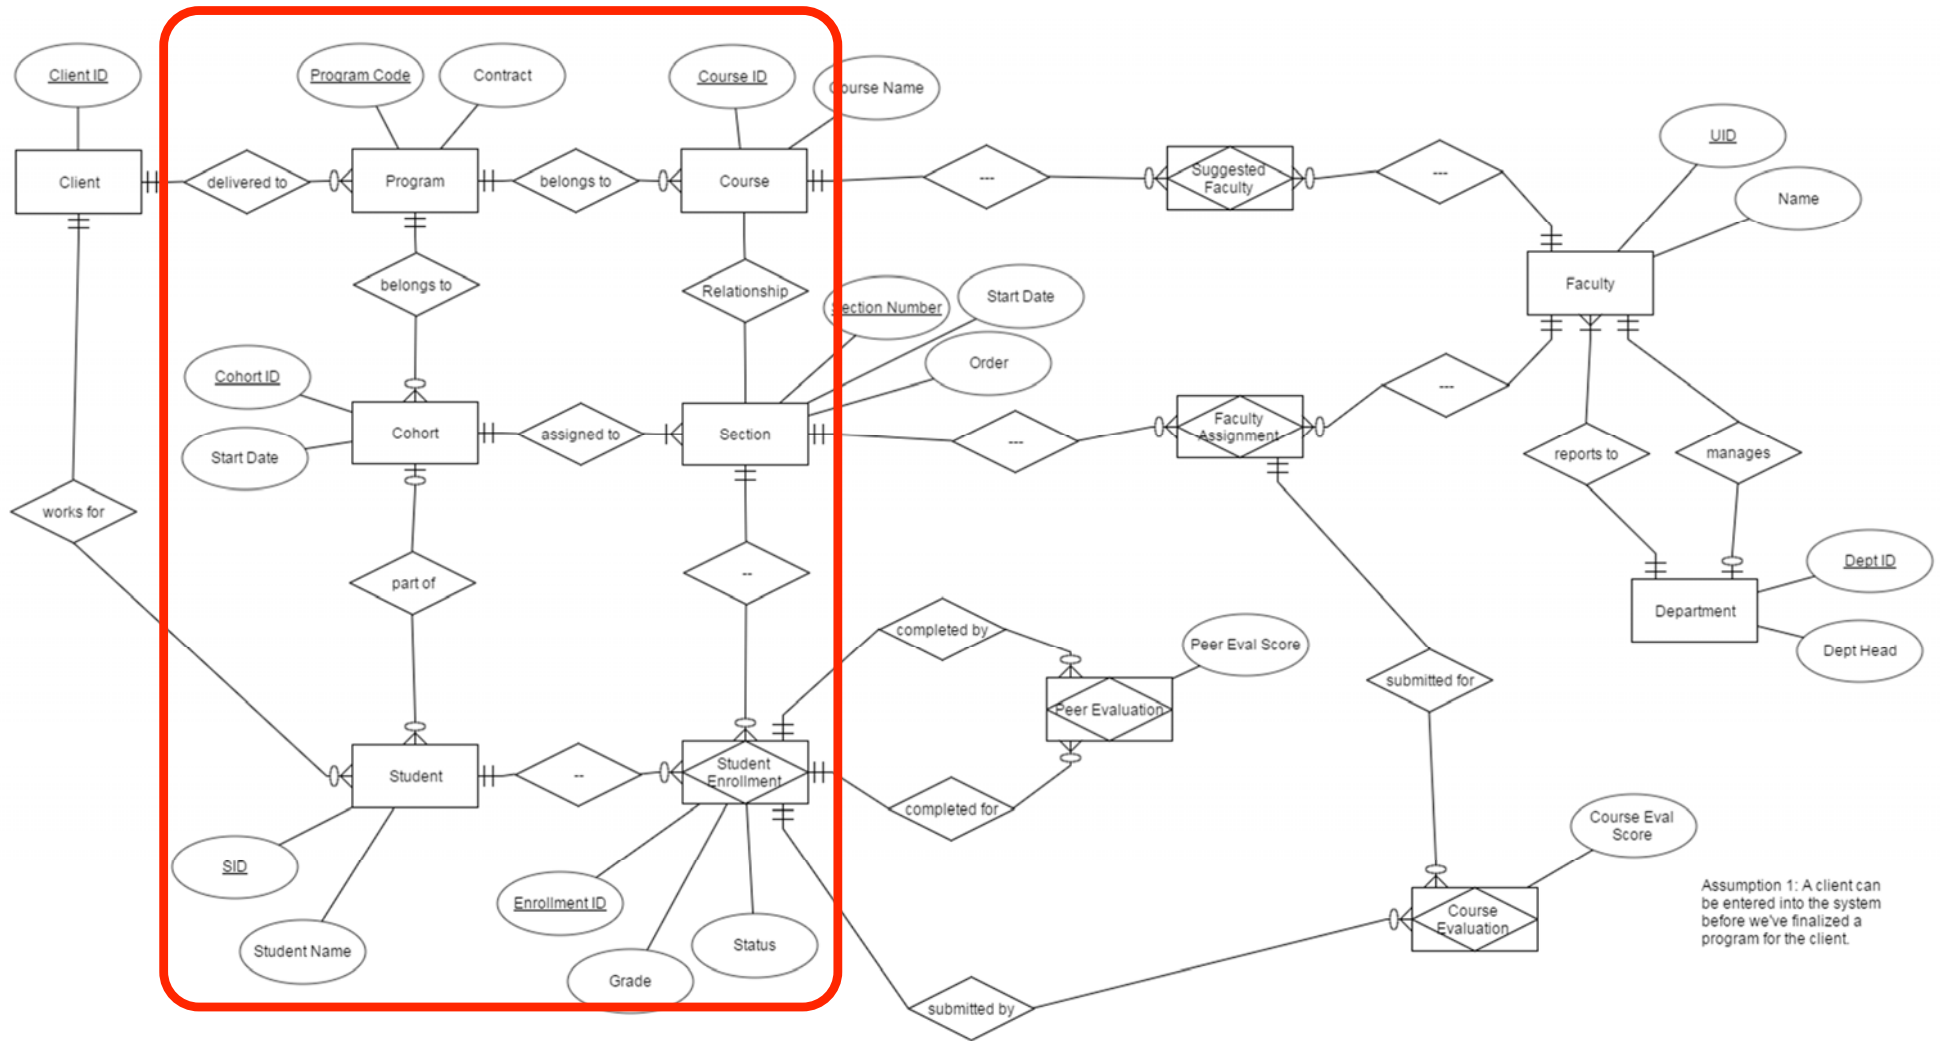 Client ID
Program Code
Contract
Course ID
Course Name
UID
Name
Client
delivered to
Program
belongs to
Course
---
Suggested
Faculty
---
Faculty
belongs to
Relationship
Section Number
Start Date
Order
Cohort ID
Start Date
Cohort
assigned to
Section
---
Faculty
Assignment
---
reports to
manages
works for
part of
--
completed by
Peer Evaluation
Peer Eval Score
submitted for
Dept ID
Department
Dept Head
Student
--
Student
Enrollment
completed for
SID
Student Name
Enrollment ID
Grade
Status
submitted by
Course
Evaluation
Course Eval
Score
Assumption 1: A client can
be entered into the system
before we've finalized a
program for the client.